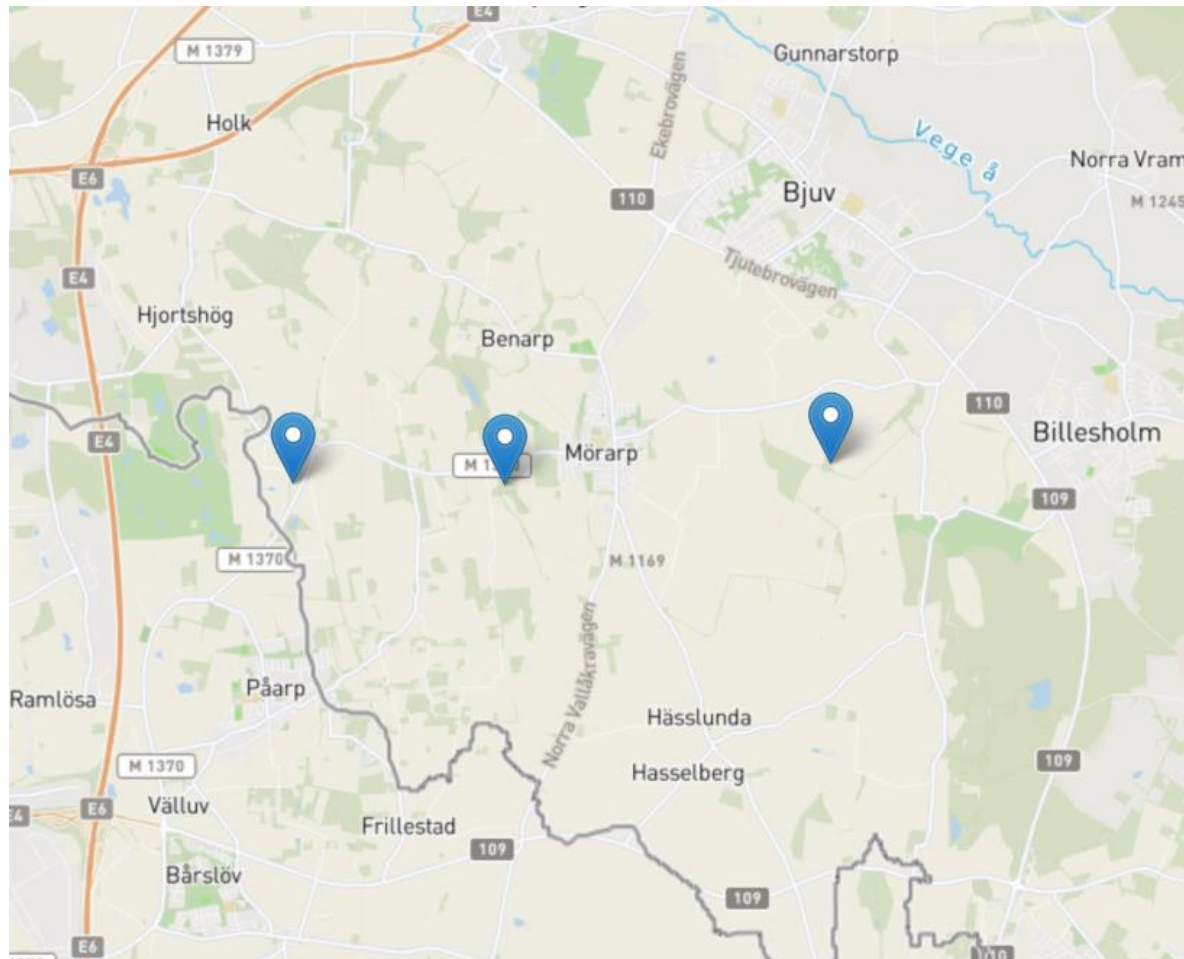 E4
M 1379
Gunnarstorp
Holk
Ekebrovägen
Vege å
Norra Vram
E6
110
Bjuv
M 1245
Tjutebrovägen
E4
Hjortshög
Benarp
110
E4
Billesholm
Mörarp
109
M 1370
M 1169
Påarp
Ramlösa
Norra Vallåkravägen
Hässlunda
M 1370
Hasselberg
109
Välluv
E4
E6
Frillestad
109
Bårslöv
109
E6